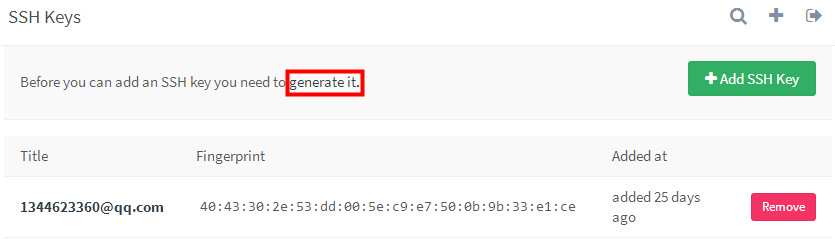 SSH Keys
Before you can add an SSH key you need to generate it.
Add SSH Key
Title Fingerprint Added at
1344623360@qq.com 40:43:30:2e:53:dd:00:5e:c9:e7:50:0b:9b:33:e1:ce added 25 days
ago
Remove